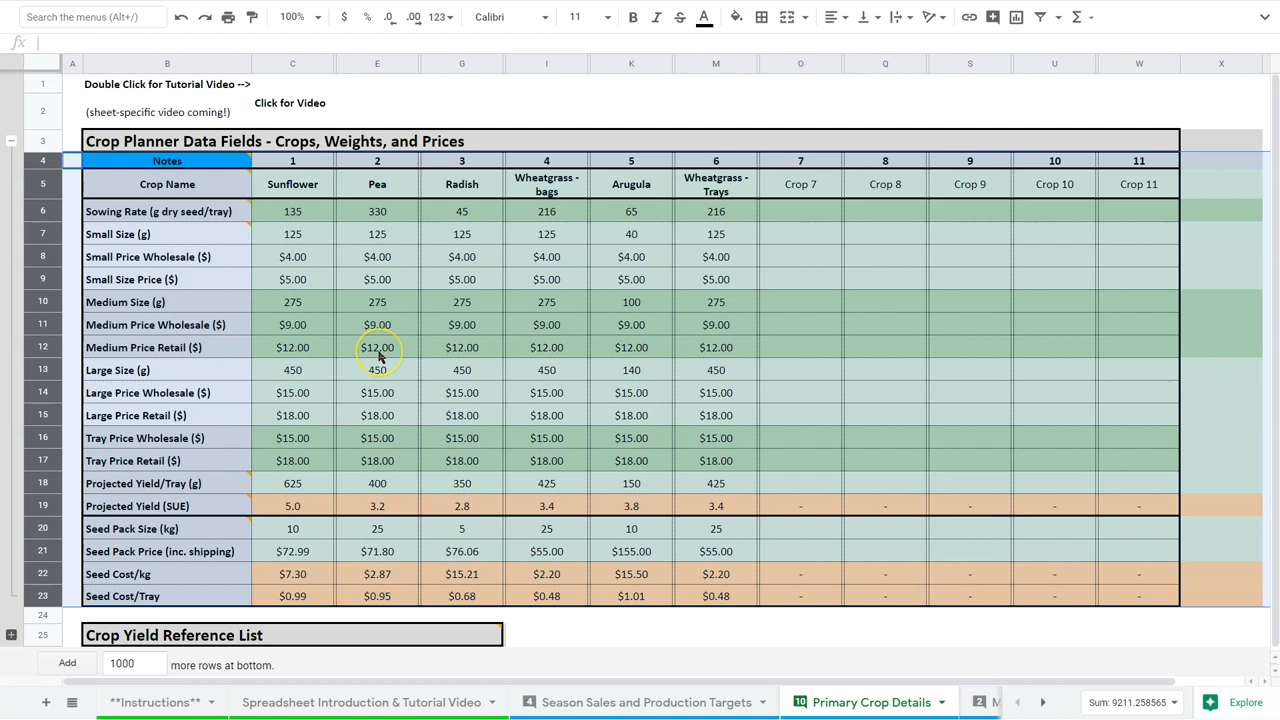 Search the menus (Alt+/) 100% $ % .0 .00 123 Calibri 11 B I S A Σ
fx
A B C E G I K M O Q S U W X
1 Double Click for Tutorial Video -->
2 (sheet-specific video coming!) Click for Video
3 Crop Planner Data Fields - Crops, Weights, and Prices
4 Notes 1 2 3 4 5 6 7 8 9 10 11
5 Crop Name Sunflower Pea Radish Wheatgrass - bags Arugula Wheatgrass - Trays Crop 7 Crop 8 Crop 9 Crop 10 Crop 11
6 Sowing Rate (g dry seed/tray) 135 330 45 216 65 216
7 Small Size (g) 125 125 125 125 40 125
8 Small Price Wholesale ($) $4.00 $4.00 $4.00 $4.00 $4.00 $4.00
9 Small Size Price ($) $5.00 $5.00 $5.00 $5.00 $5.00 $5.00
10 Medium Size (g) 275 275 275 275 100 275
11 Medium Price Wholesale ($) $9.00 $9.00 $9.00 $9.00 $9.00 $9.00
12 Medium Price Retail ($) $12.00 $12.00 $12.00 $12.00 $12.00 $12.00
13 Large Size (g) 450 450 450 450 140 450
14 Large Price Wholesale ($) $15.00 $15.00 $15.00 $15.00 $15.00 $15.00
15 Large Price Retail ($) $18.00 $18.00 $18.00 $18.00 $18.00 $18.00
16 Tray Price Wholesale ($) $15.00 $15.00 $15.00 $15.00 $15.00 $15.00
17 Tray Price Retail ($) $18.00 $18.00 $18.00 $18.00 $18.00 $18.00
18 Projected Yield/Tray (g) 625 400 350 425 150 425
19 Projected Yield (SUE) 5.0 3.2 2.8 3.4 3.8 3.4 - - - - -
20 Seed Pack Size (kg) 10 25 5 25 10 25
21 Seed Pack Price (inc. shipping) $72.99 $71.80 $76.06 $55.00 $155.00 $55.00
22 Seed Cost/kg $7.30 $2.87 $15.21 $2.20 $15.50 $2.20 - - - - -
23 Seed Cost/Tray $0.99 $0.95 $0.68 $0.48 $1.01 $0.48 - - - - -
24
25 Crop Yield Reference List
Add 1000 more rows at bottom.
+ **Instructions** Spreadsheet Introduction & Tutorial Video 4 Season Sales and Production Targets 10 Primary Crop Details 2 M Sum: 9211.258565 Explore